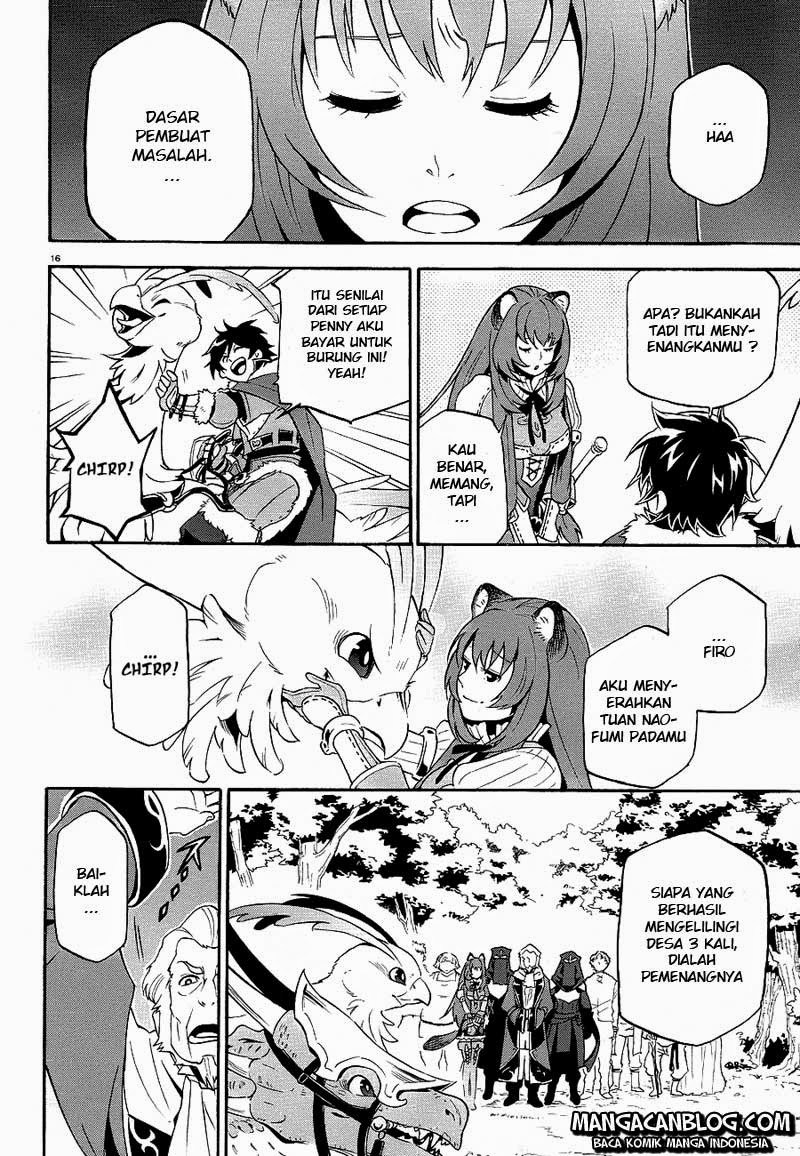 HAA
DASAR
PEMBUAT
MASALAH.
...
16
APA? BUKANKAH
TADI ITU MENY-
ENANGKANMU ?
KAU
BENAR,
MEMANG,
TAPI
...
ITU SENILAI
DARI SETIAP
PENNY AKU
BAYAR UNTUK
BURUNG INI!
YEAH!
CHIRP!
...
FIRO
AKU MENY-
ERAHKAN
TUAN NAO-
FUMI PADAMU
...
CHIRP!
SIAPA YANG
BERHASIL
MENGELILINGI
DESA 3 KALI,
DIALAH
PEMENANGNYA
BAI-
KLAH
...
MANGACANBLOG.COM
BACA KOMIK MANGA INDONESIA